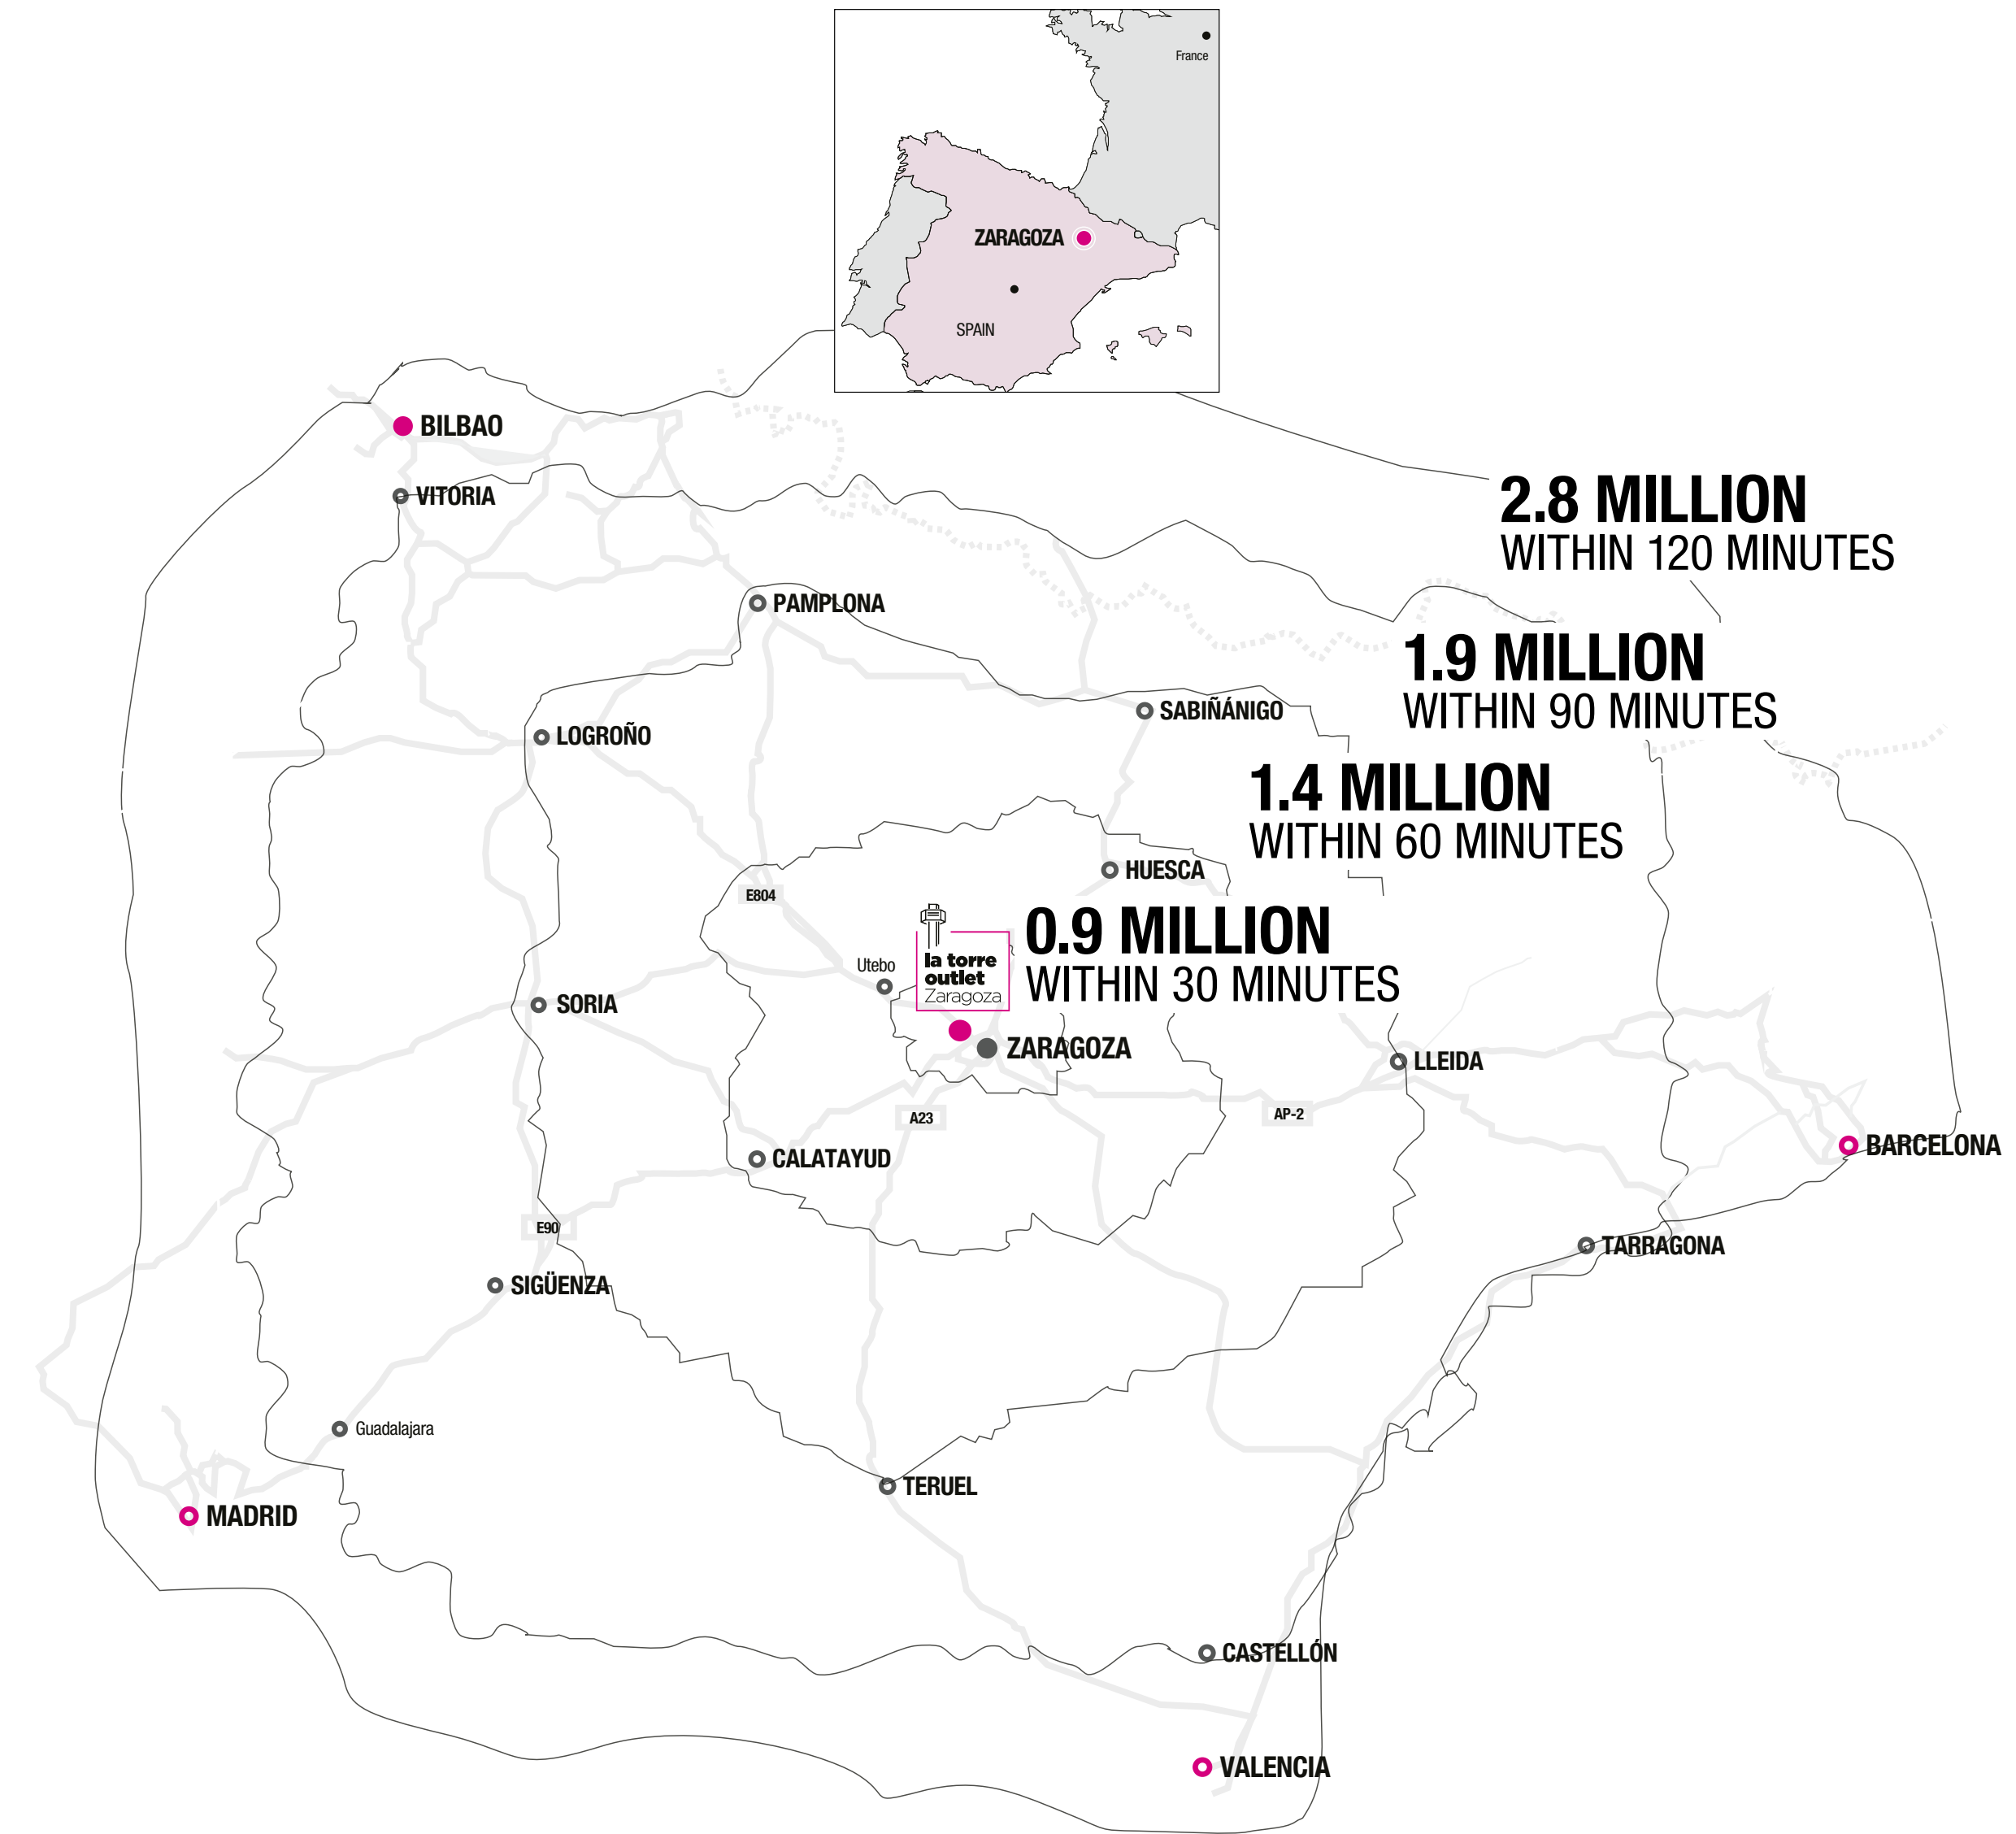 France
ZARAGOZA
SPAIN
BILBAO
VITORIA
2.8 MILLION
WITHIN 120 MINUTES
PAMPLONA
1.9 MILLION
WITHIN 90 MINUTES
SABIÑÁNIGO
LOGROÑO
1.4 MILLION
WITHIN 60 MINUTES
HUESCA
E804
0.9 MILLION
WITHIN 30 MINUTES
la torre
outlet
Zaragoza
Utebo
SORIA
ZARAGOZA
LLEIDA
A23
AP-2
BARCELONA
CALATAYUD
E90
TARRAGONA
SIGÜENZA
Guadalajara
TERUEL
MADRID
CASTELLÓN
VALENCIA